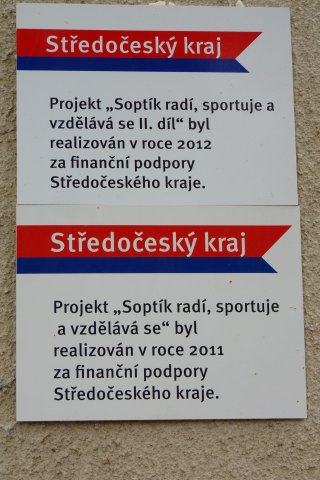 Středočeský kraj
Projekt „Soptík radí, sportuje a
vzdělává se II. díl“ byl
realizován v roce 2012
za finanční podpory
Středočeského kraje.
Středočeský kraj
Projekt „Soptík radí, sportuje
a vzdělává se“ byl
realizován v roce 2011
za finanční podpory
Středočeského kraje.